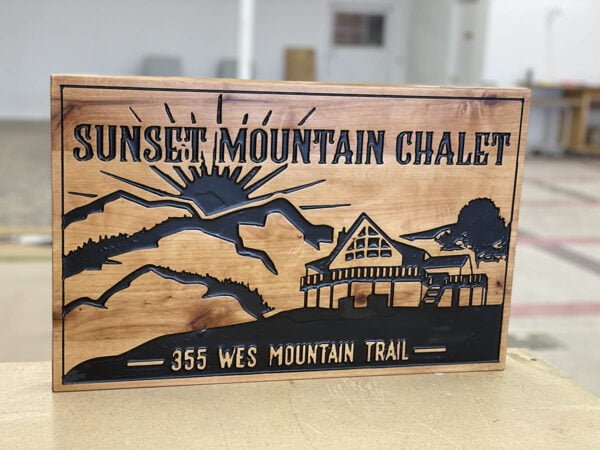 SUNSET MOUNTAIN CHALET
355 WES MOUNTAIN TRAIL